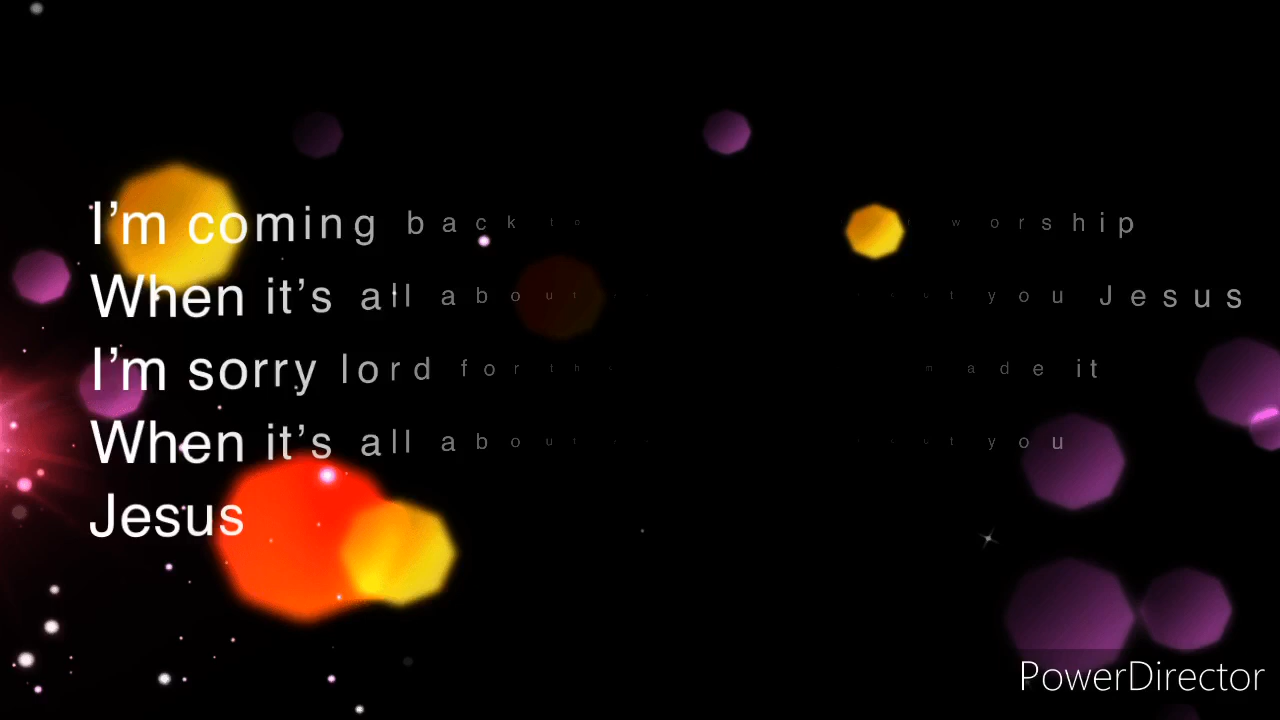 I'm coming back to worship
When it's all about you Jesus
I'm sorry lord for made it
When it's all about you
Jesus
PowerDirector